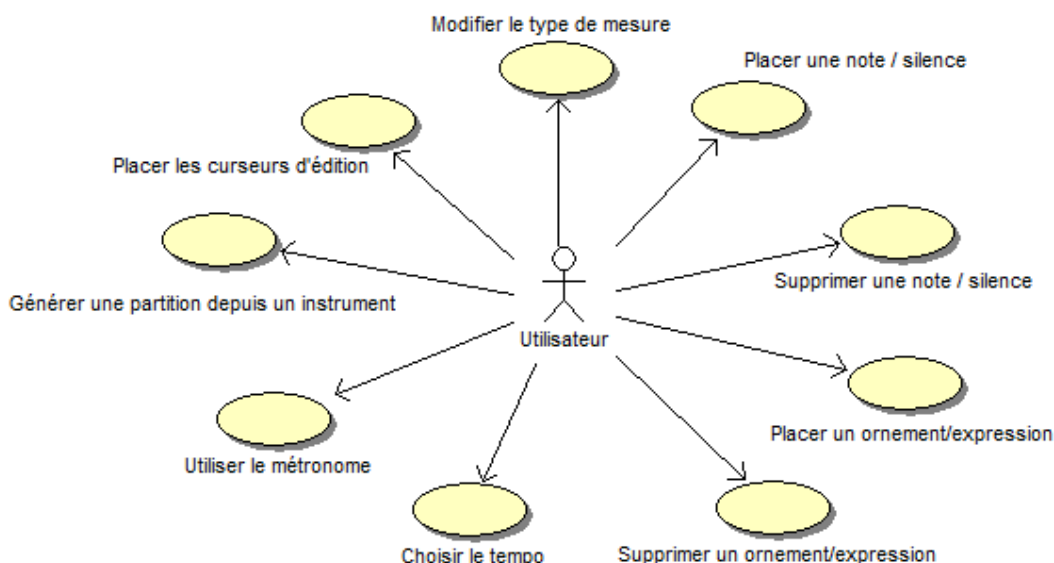 Modifier le type de mesure
Placer une note / silence
Placer les curseurs d'édition
Supprimer une note / silence
Générer une partition depuis un instrument
Utilisateur
Placer un ornement/expression
Utiliser le métronome
Choisir le tempo
Supprimer un ornement/expression